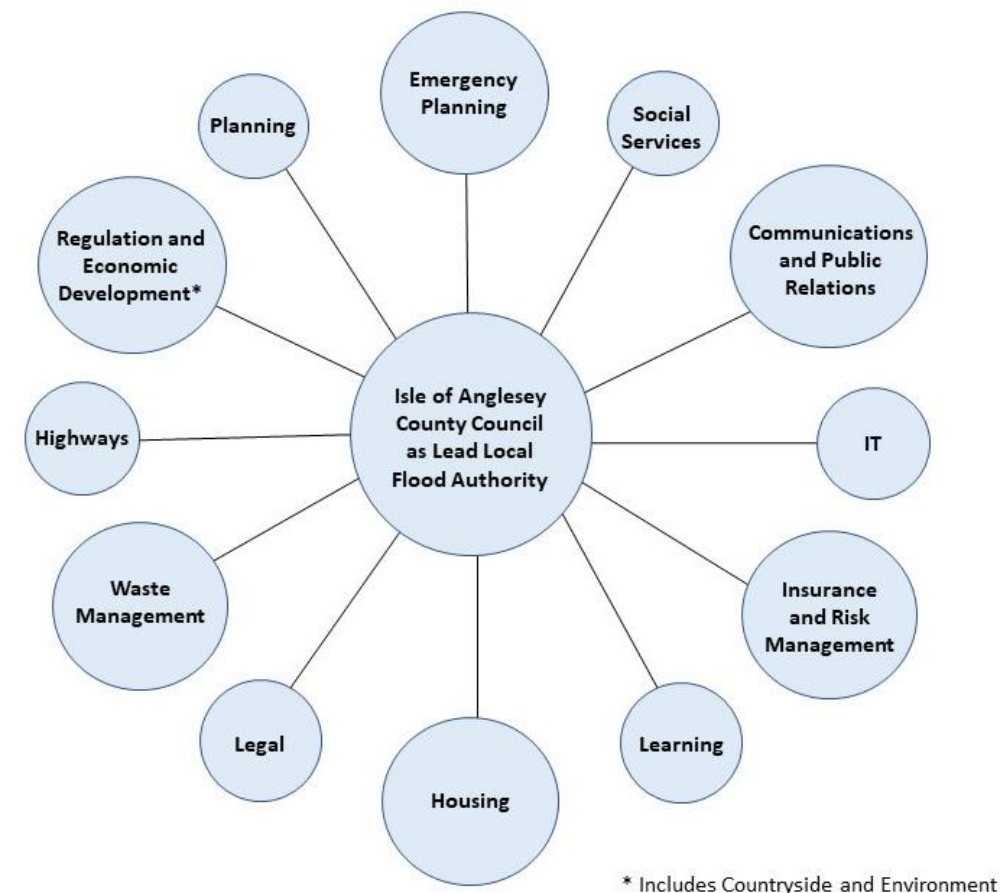 Emergency
Planning
Planning
Social
Services
Regulation and
Economic
Development*
Communications
and Public
Relations
Isle of Anglesey
County Council
as Lead Local
Flood Authority
Highways
IT
Waste
Management
Insurance
and Risk
Management
Legal
Learning
Housing
* Includes Countryside and Environment